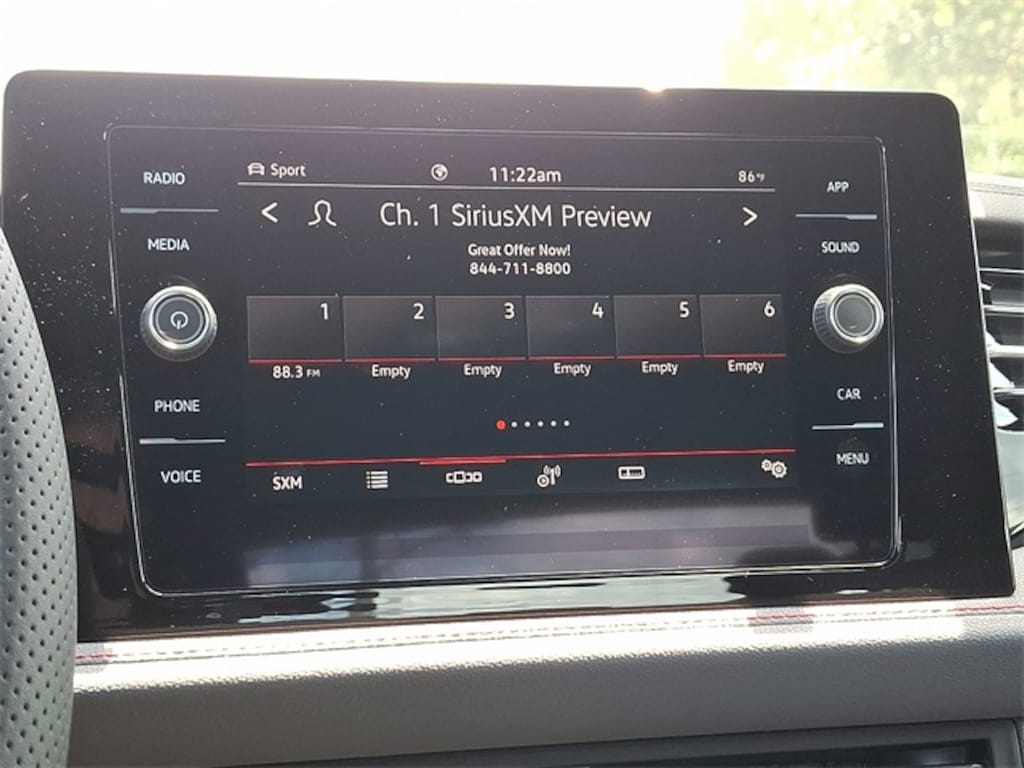 RADIO
MEDIA
PHONE
VOICE
Sport 11:22am 86°F
< Ch. 1 SiriusXM Preview >
Great Offer Now!
844-711-8800
1 2 3 4 5 6
88.3 FM Empty Empty Empty Empty Empty
SXM
APP
SOUND
CAR
MENU